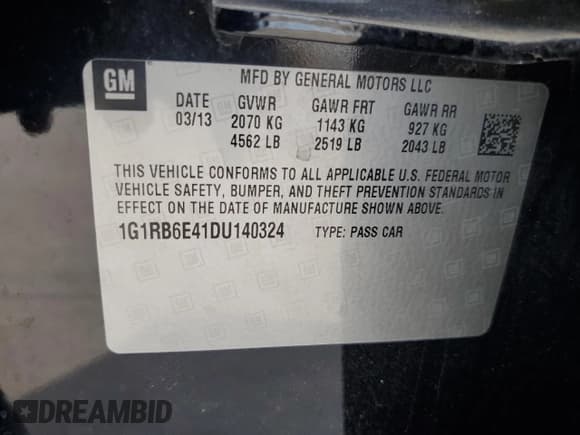 GM
MFD BY GENERAL MOTORS LLC
DATE GVWR GAWR FRT GAWR RR
03/13 2070 KG 1143 KG 927 KG
4562 LB 2519 LB 2043 LB
THIS VEHICLE CONFORMS TO ALL APPLICABLE U.S. FEDERAL MOTOR
VEHICLE SAFETY, BUMPER, AND THEFT PREVENTION STANDARDS IN
EFFECT ON THE DATE OF MANUFACTURE SHOWN ABOVE.
1G1RB6E41DU140324 TYPE: PASS CAR
DREAMBID